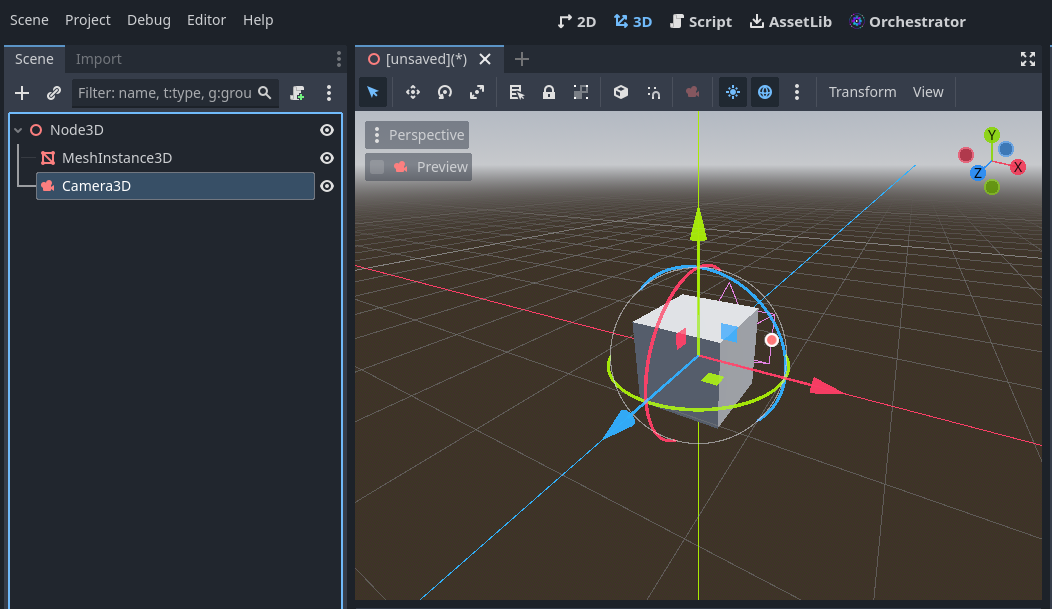 Scene Project Debug Editor Help
2D 3D Script AssetLib Orchestrator
Scene Import
[unsaved](*)
Filter: name, t:type, g:grou
Transform View
Node3D
MeshInstance3D
Camera3D
Perspective
Preview
Y
X
Z